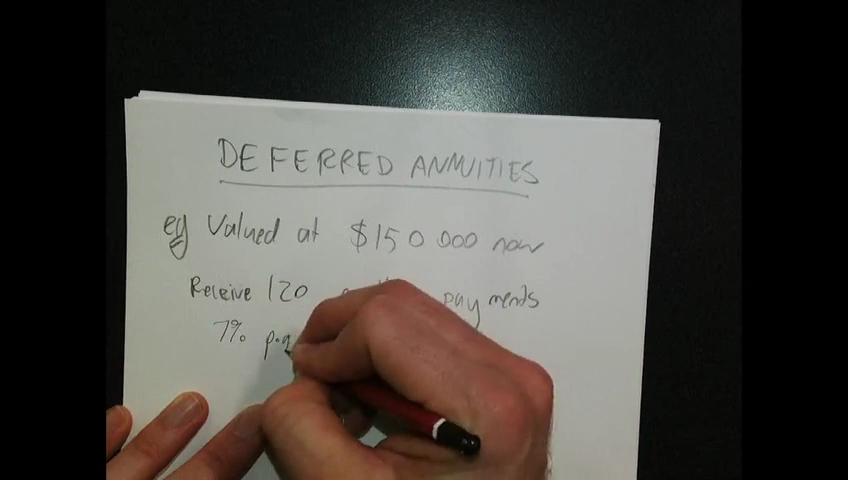 DEFERRED ANNUITIES
eg Valued at $150 000 now
Receive 120 payments
7% p.a